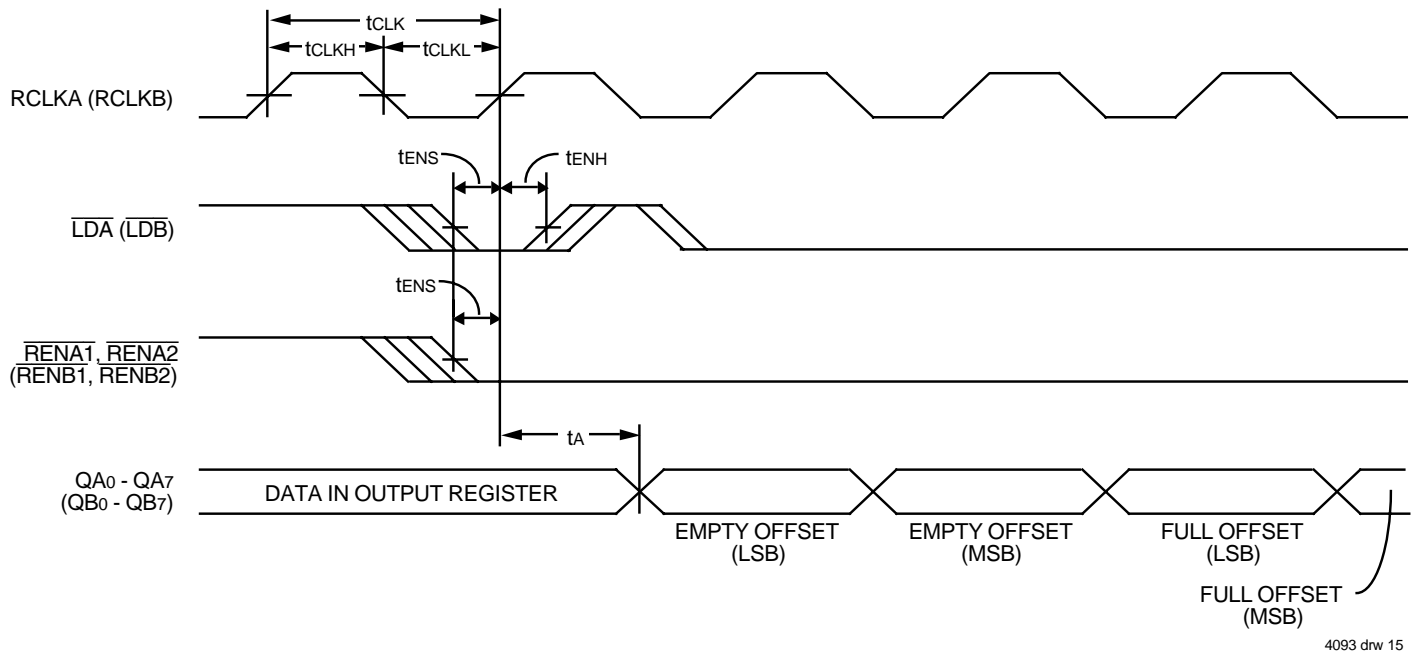 tCLK
tCLKH
tCLKL
RCLKA (RCLKB)
tENS
tENH
LDA (LDB)
tENS
RENA1, RENA2
(RENB1, RENB2)
tA
QA0 - QA7
(QB0 - QB7)
DATA IN OUTPUT REGISTER
EMPTY OFFSET
(LSB)
EMPTY OFFSET
(MSB)
FULL OFFSET
(LSB)
FULL OFFSET
(MSB)
4093 drw 15